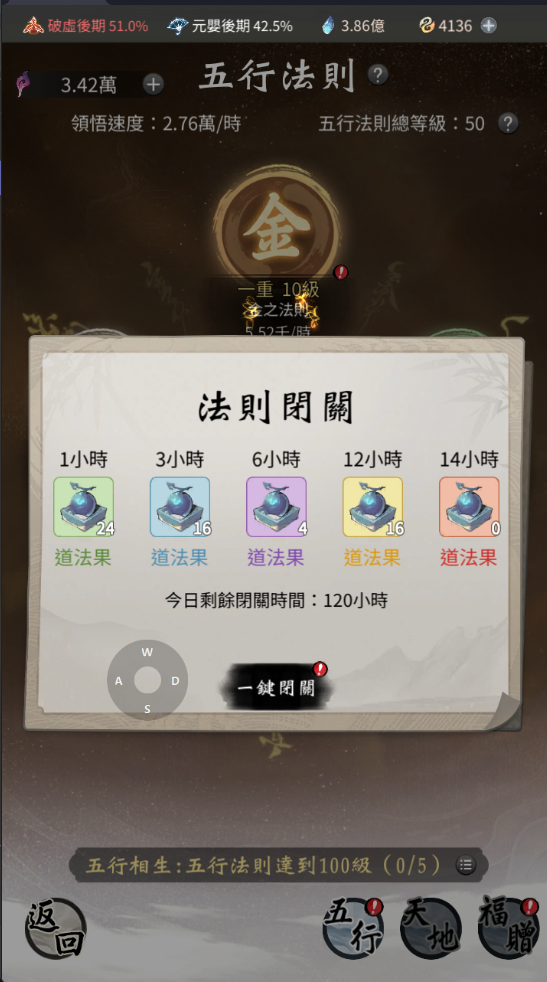 破虛後期 51.0% 元嬰後期 42.5% 3.86億 4136
3.42萬 五行法則 ?
領悟速度：2.76萬/時 五行法則總等級：50 ?
金
一重 10級
金之法則
5.52千/時
法則閉關
1小時 3小時 6小時 12小時 14小時
24 16 4 16 0
道法果 道法果 道法果 道法果 道法果
今日剩餘閉關時間：120小時
W
A D
S
一鍵閉關
五行相生:五行法則達到100級（0/5）
返回 五行 天地 福贈